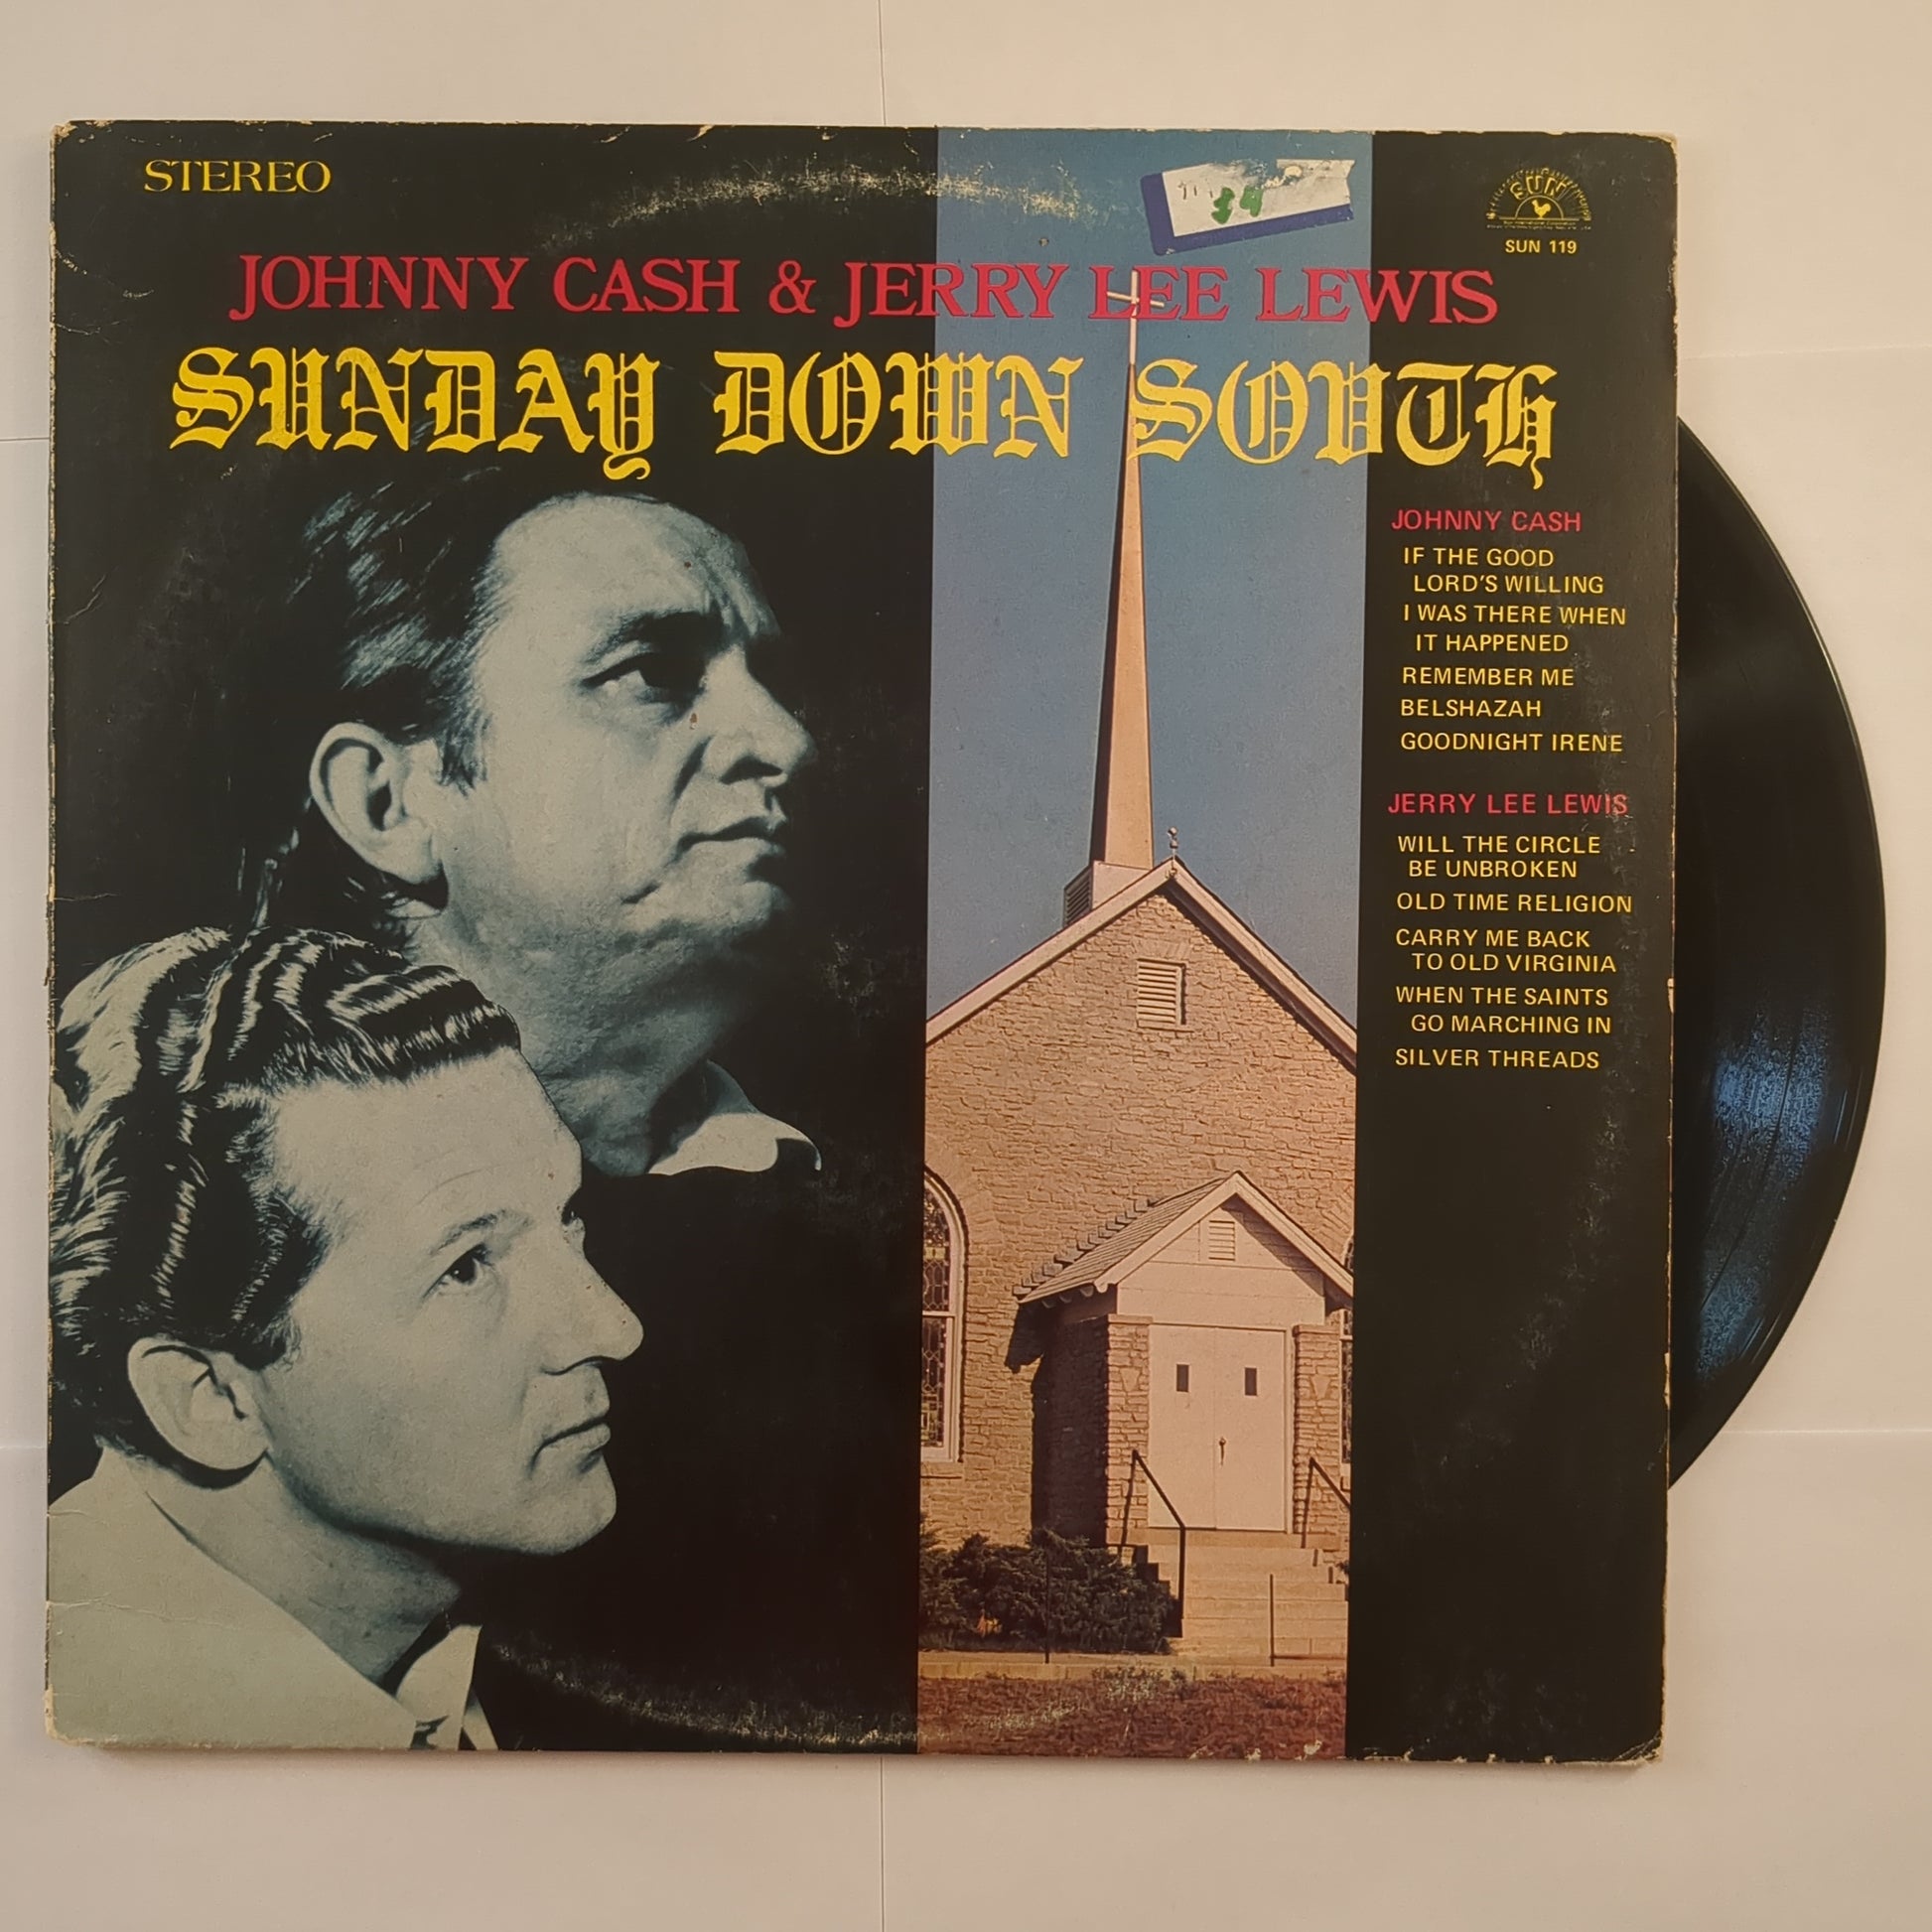 STEREO
$4
SUN
SUN 119
JOHNNY CASH & JERRY LEE LEWIS
SUNDAY DOWN SOUTH
JOHNNY CASH
IF THE GOOD
LORD'S WILLING
I WAS THERE WHEN
IT HAPPENED
REMEMBER ME
BELSHAZAH
GOODNIGHT IRENE
JERRY LEE LEWIS
WILL THE CIRCLE
BE UNBROKEN
OLD TIME RELIGION
CARRY ME BACK
TO OLD VIRGINIA
WHEN THE SAINTS
GO MARCHING IN
SILVER THREADS